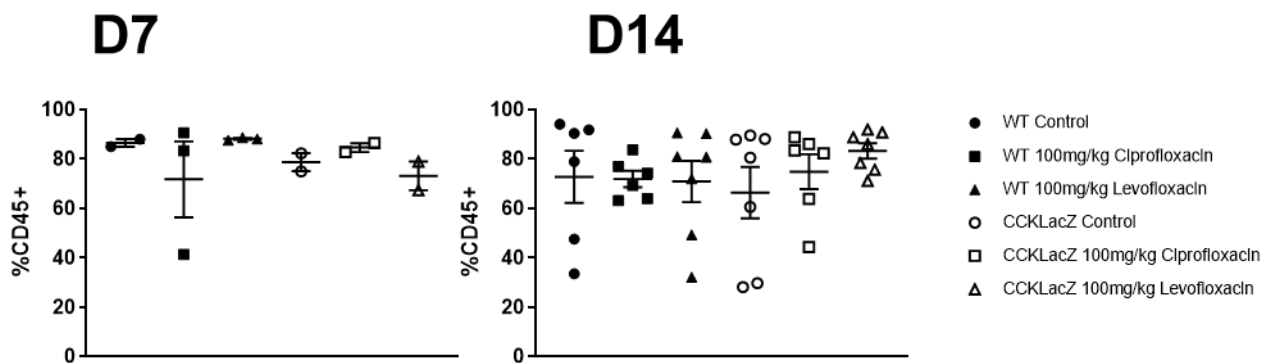 D7
D14
100
80
60
40
20
0
%CD45+
100
80
60
40
20
0
%CD45+
WT Control
WT 100mg/kg Ciprofloxacin
WT 100mg/kg Levofloxacin
CCKLacZ Control
CCKLacZ 100mg/kg Ciprofloxacin
CCKLacZ 100mg/kg Levofloxacin